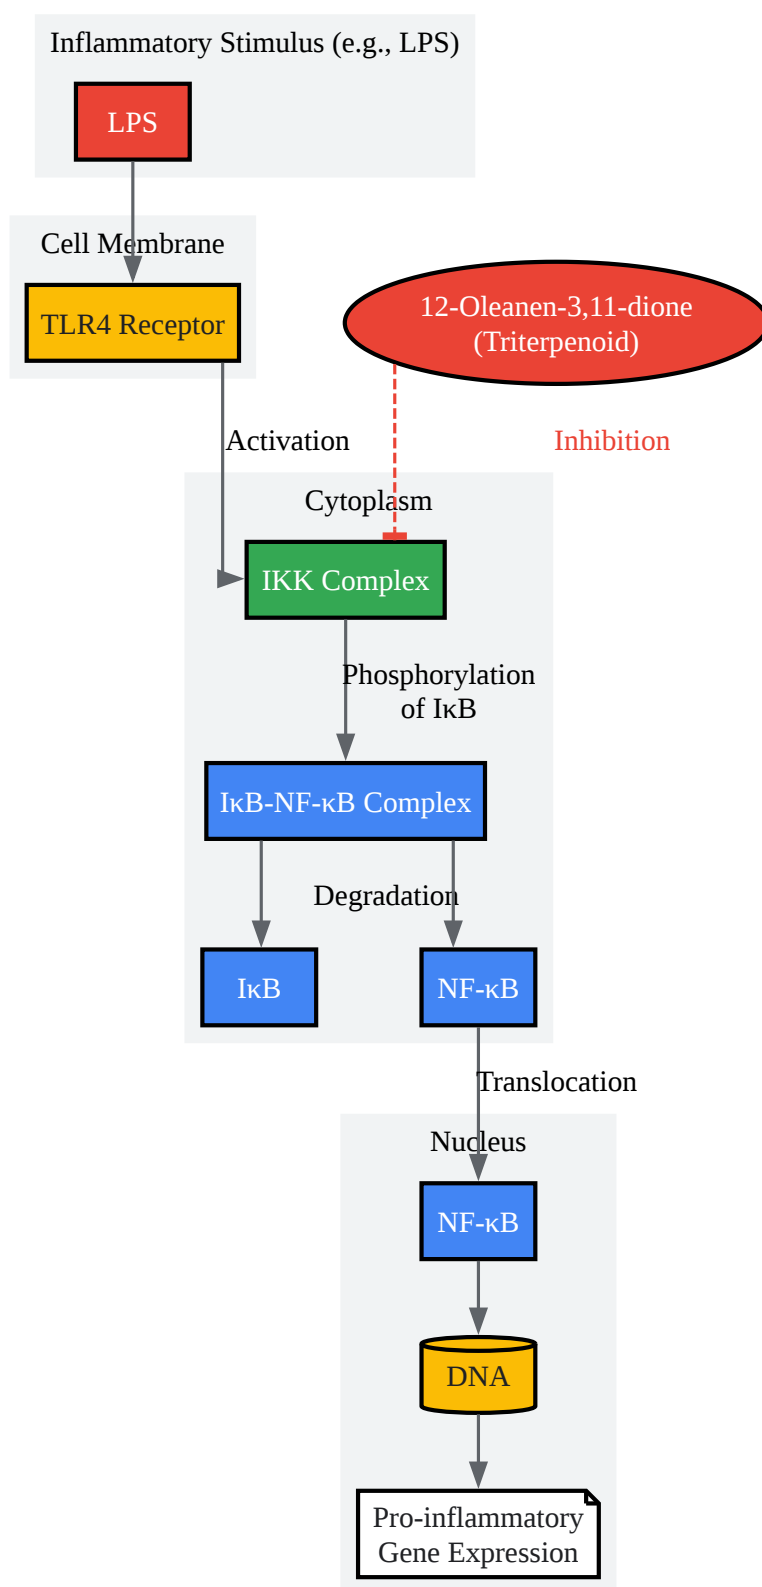 Inflammatory Stimulus (e.g., LPS)
LPS
Cell Membrane
TLR4 Receptor
12-Oleanen-3,11-dione
(Triterpenoid)
Activation
Inhibition
Cytoplasm
IKK Complex
Phosphorylation
of IκB
IκB-NF-κB Complex
Degradation
IκB
NF-κB
Translocation
Nucleus
NF-κB
DNA
Pro-inflammatory
Gene Expression